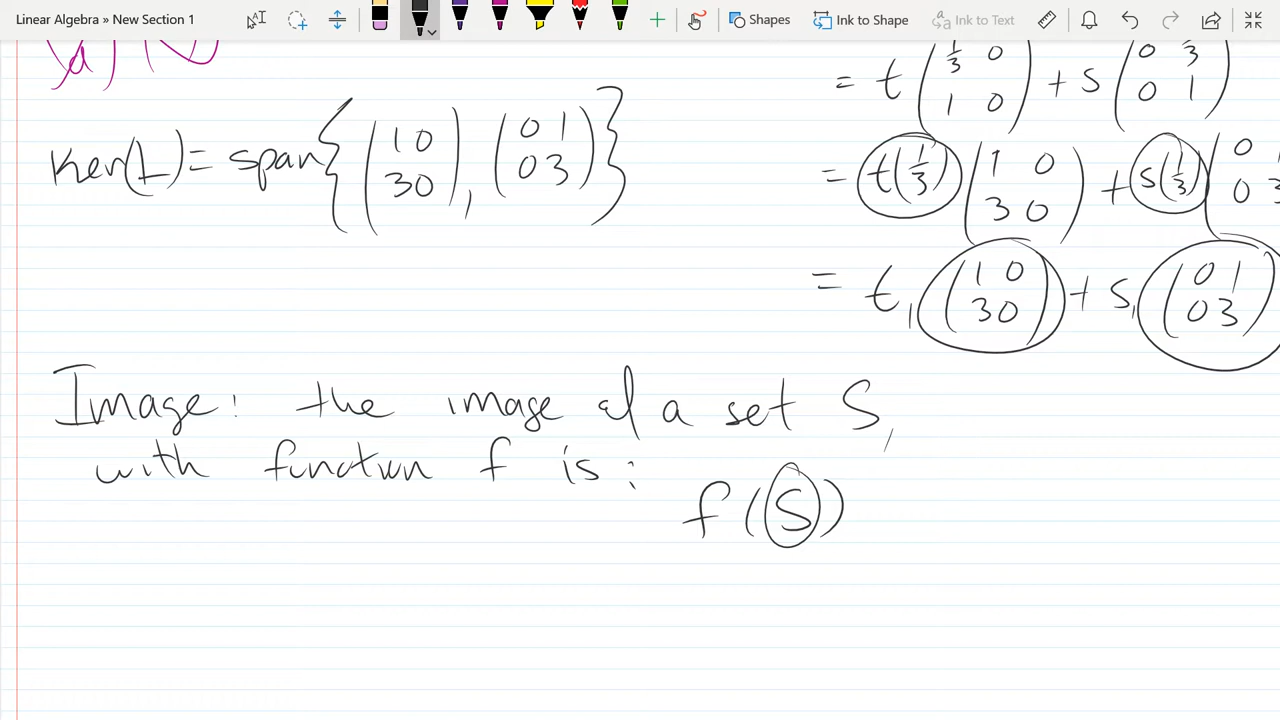 Linear Algebra » New Section 1
Shapes
Ink to Shape
Ink to Text
= t ( 1/3 0 1 0 ) + s ( 0 1/3 0 1 )
Ker(L) = span { ( 1 0 3 0 ) , ( 0 1 0 3 ) }
= t(1/3) ( 1 0 3 0 ) + s(1/3) ( 0 0 3
= t₁ ( 1 0 3 0 ) + s₁ ( 0 1 0 3 )
Image: the image of a set S,
with function f is:
f(S)